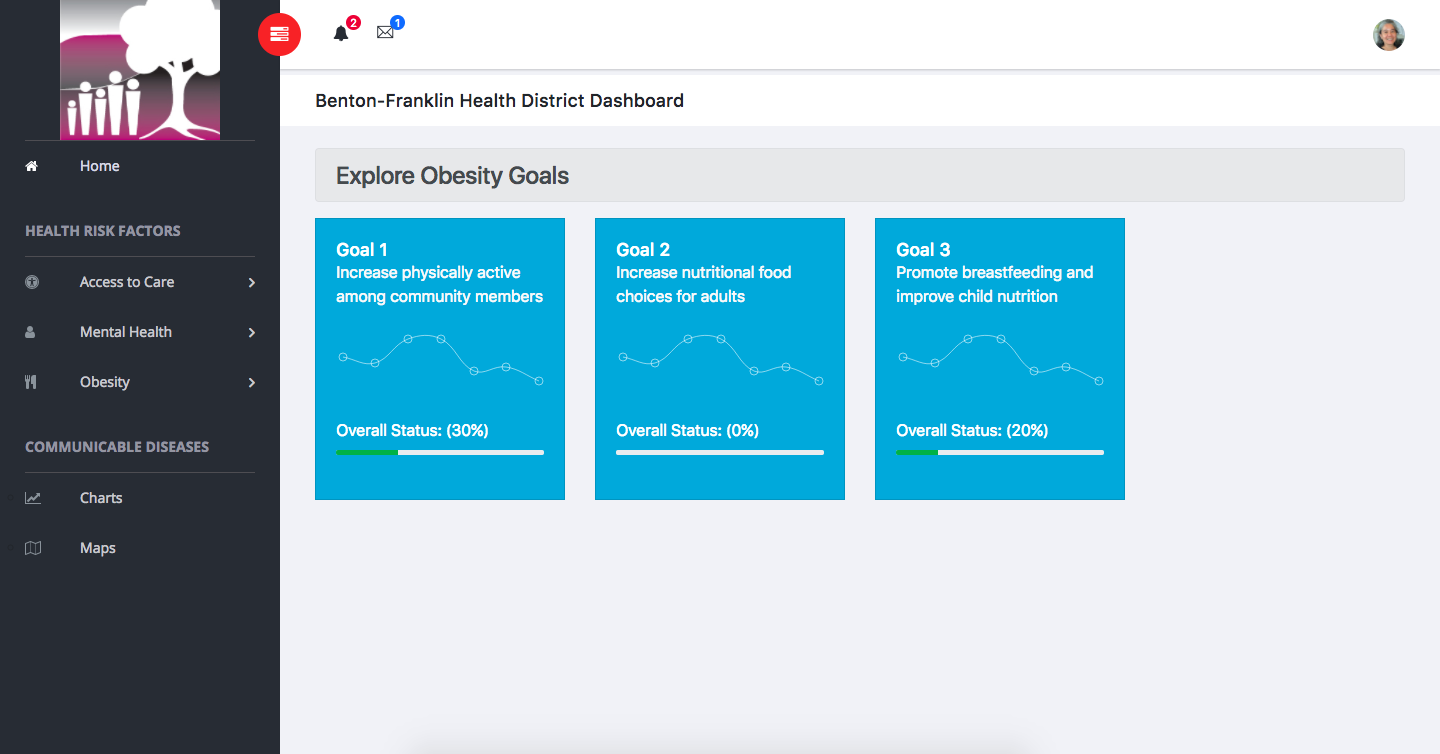 2
1
Benton-Franklin Health District Dashboard
Home
HEALTH RISK FACTORS
Access to Care
Mental Health
Obesity
COMMUNICABLE DISEASES
Charts
Maps
Explore Obesity Goals
Goal 1
Increase physically active
among community members
Overall Status: (30%)
Goal 2
Increase nutritional food
choices for adults
Overall Status: (0%)
Goal 3
Promote breastfeeding and
improve child nutrition
Overall Status: (20%)